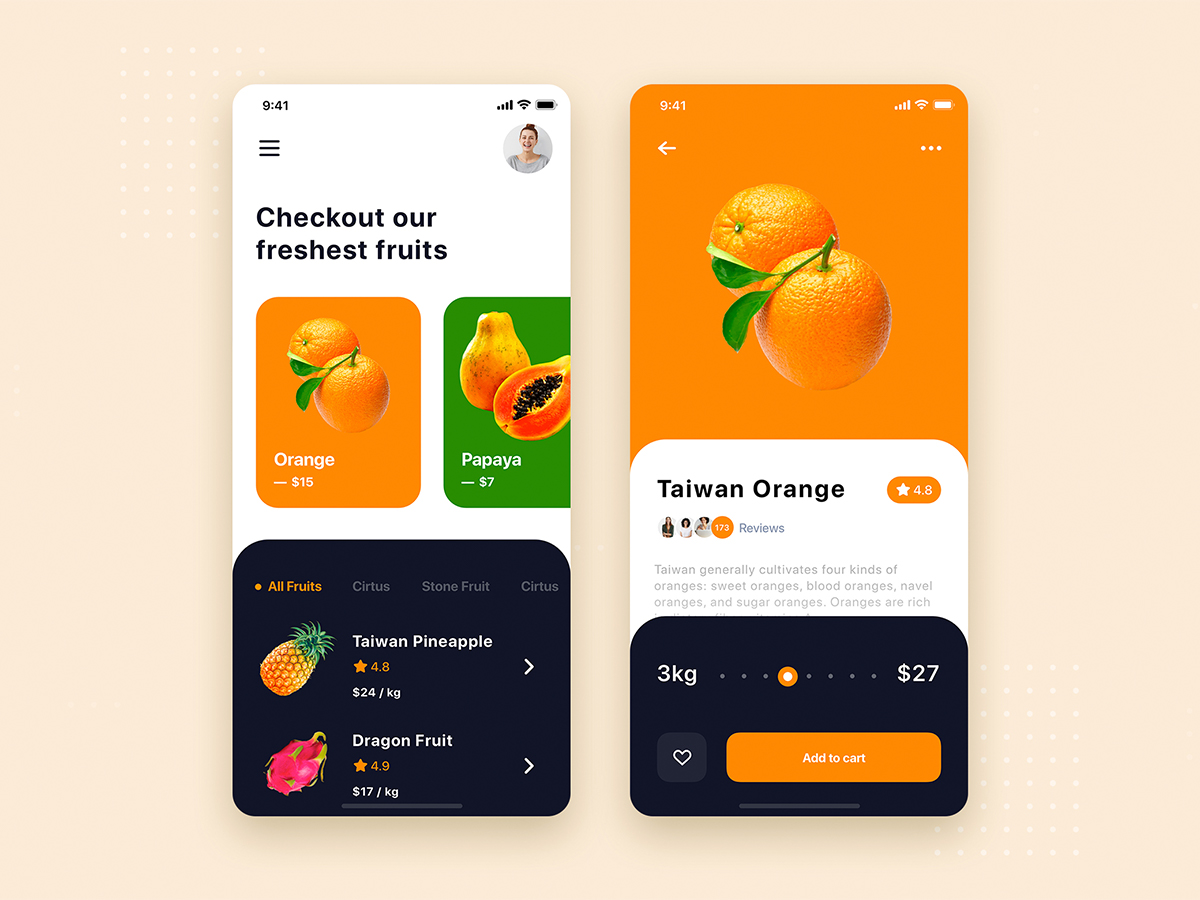 9:41
Checkout our
freshest fruits
Orange
— $15
Papaya
— $7
All Fruits
Cirtus
Stone Fruit
Cirtus
Taiwan Pineapple
4.8
$24 / kg
Dragon Fruit
4.9
$17 / kg
9:41
Taiwan Orange
4.8
173
Reviews
Taiwan generally cultivates four kinds of
oranges: sweet oranges, blood oranges, navel
oranges, and sugar oranges. Oranges are rich
3kg
$27
Add to cart